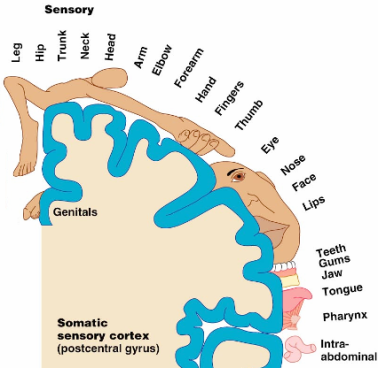 Sensory
Leg
Hip
Trunk
Neck
Head
Arm
Elbow
Forearm
Hand
Fingers
Thumb
Eye
Nose
Face
Lips
Genitals
Teeth
Gums
Jaw
Tongue
Pharynx
Intra-
abdominal
Somatic
sensory cortex
(postcentral gyrus)